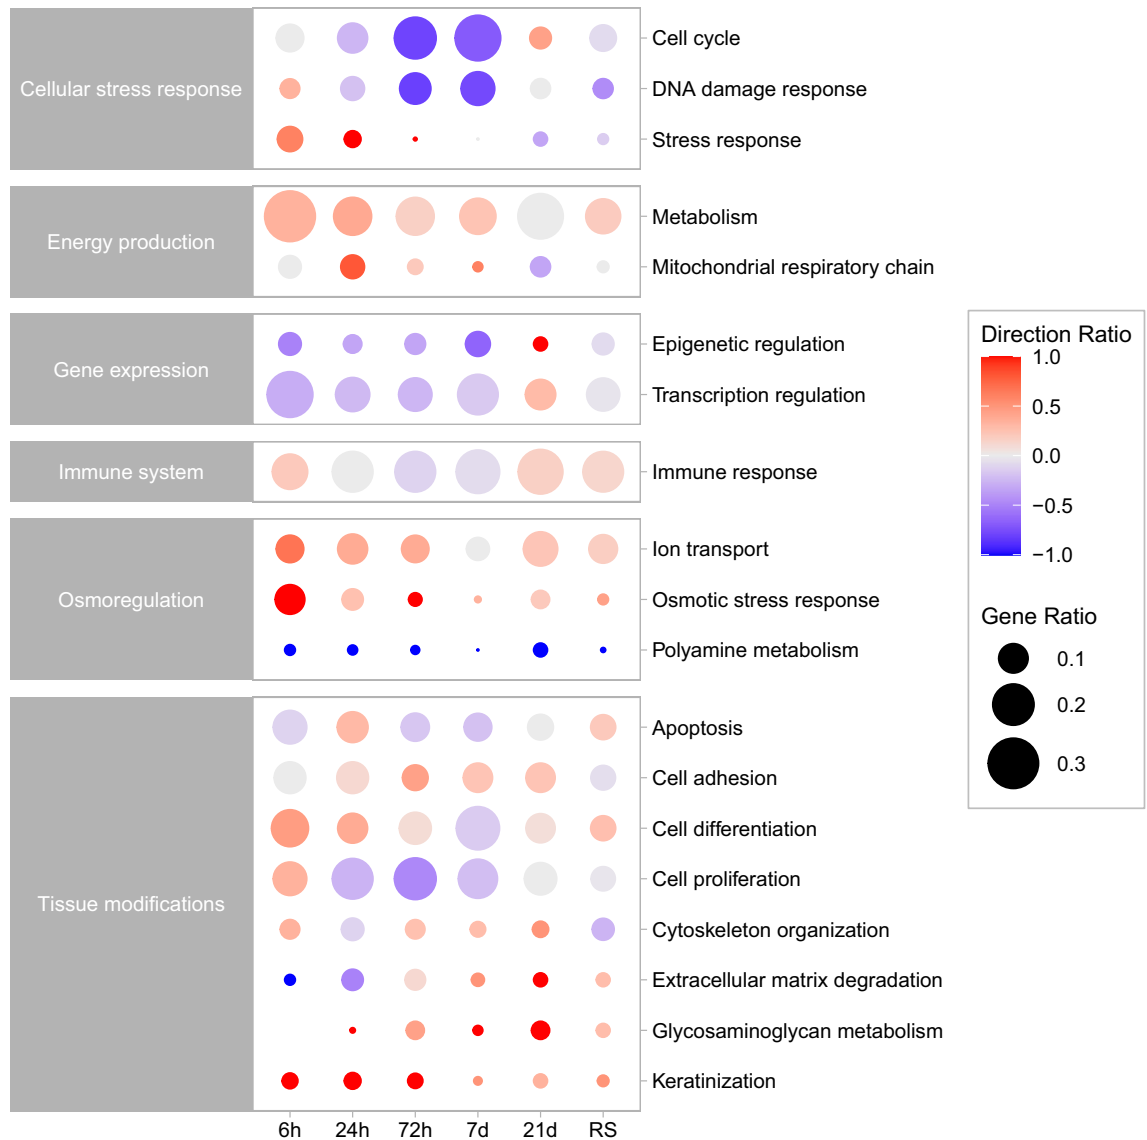 Cellular stress response
Cell cycle
DNA damage response
Stress response
Energy production
Metabolism
Mitochondrial respiratory chain
Gene expression
Epigenetic regulation
Transcription regulation
Immune system
Immune response
Osmoregulation
Ion transport
Osmotic stress response
Polyamine metabolism
Tissue modifications
Apoptosis
Cell adhesion
Cell differentiation
Cell proliferation
Cytoskeleton organization
Extracellular matrix degradation
Glycosaminoglycan metabolism
Keratinization
6h 24h 72h 7d 21d RS
Direction Ratio
1.0
0.5
0.0
−0.5
−1.0
Gene Ratio
0.1
0.2
0.3